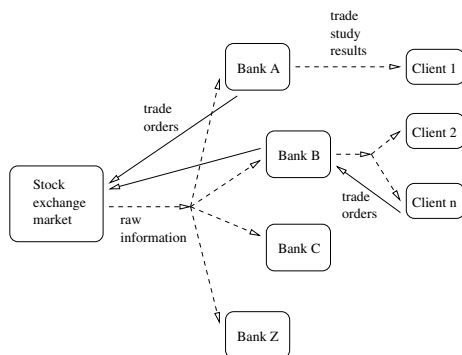 trade
study
results
Bank A
Client 1
trade
orders
Client 2
Bank B
Stock
exchange
market
trade
orders
Client n
raw
information
Bank C
Bank Z